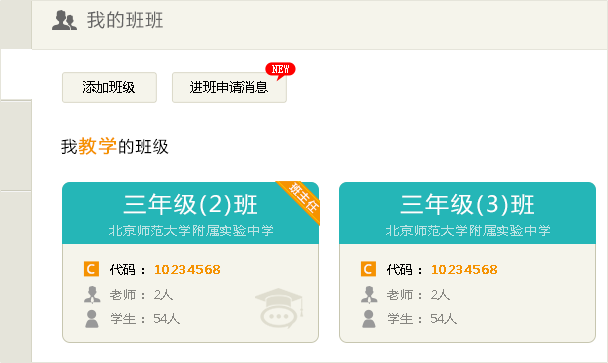 我的班班
添加班级
进班申请消息
NEW
我教学的班级
三年级(2)班
班主任
北京师范大学附属实验中学
C 代码： 10234568
老师： 2人
学生： 54人
三年级(3)班
北京师范大学附属实验中学
C 代码： 10234568
老师： 2人
学生： 54人